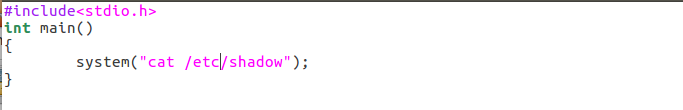 #include<stdio.h>
int main()
{
        system("cat /etc/shadow");
}